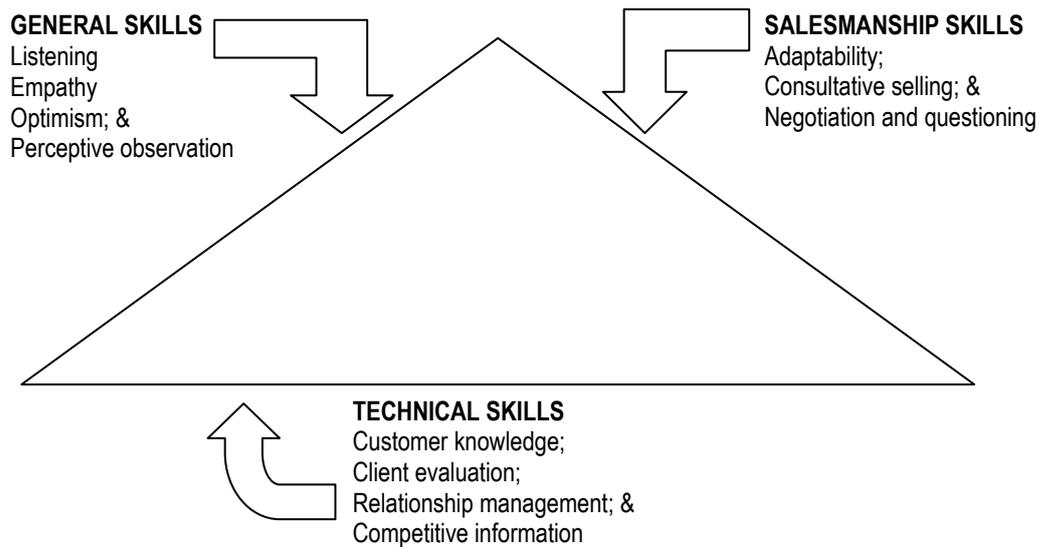 GENERAL SKILLS
Listening
Empathy
Optimism; &
Perceptive observation
SALESMANSHIP SKILLS
Adaptability;
Consultative selling; &
Negotiation and questioning
TECHNICAL SKILLS
Customer knowledge;
Client evaluation;
Relationship management; &
Competitive information